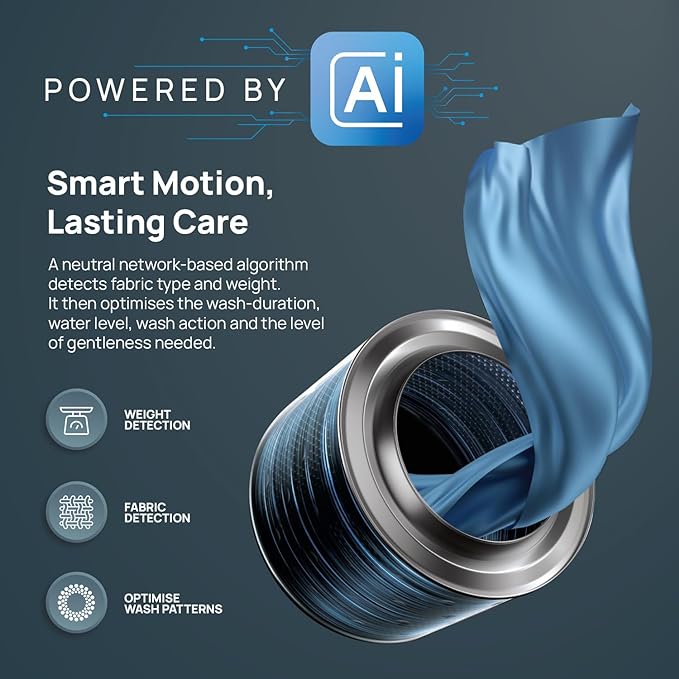 POWERED BY Ai
Smart Motion,
Lasting Care
A neutral network-based algorithm
detects fabric type and weight.
It then optimises the wash-duration,
water level, wash action and the level
of gentleness needed.
WEIGHT
DETECTION
FABRIC
DETECTION
OPTIMISE
WASH PATTERNS